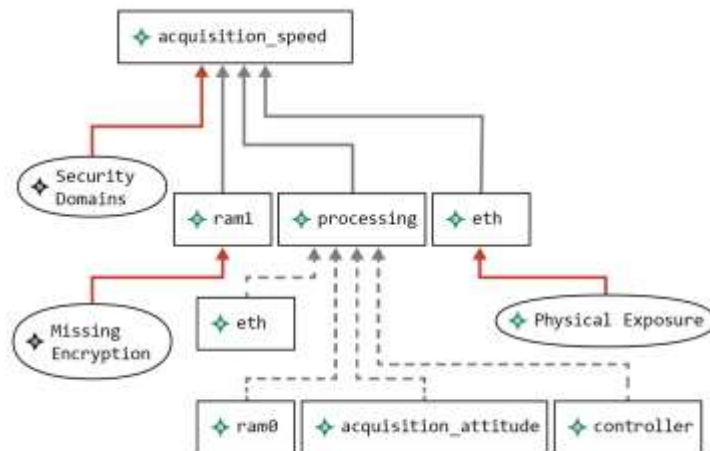 acquisition_speed
Security
Domains
ram1
processing
eth
Missing
Encryption
eth
Physical Exposure
ram0
acquisition_attitude
controller